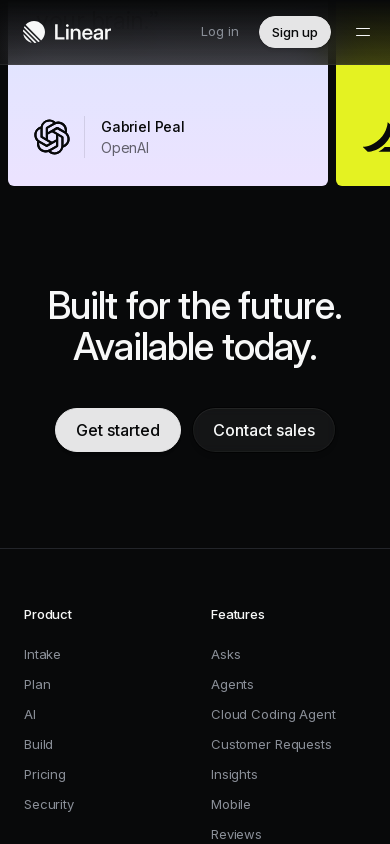 Linear
Log in
Sign up
Gabriel Peal
OpenAI
Built for the future.
Available today.
Get started
Contact sales
Product
Features
Intake
Asks
Plan
Agents
AI
Cloud Coding Agent
Build
Customer Requests
Pricing
Insights
Security
Mobile
Reviews